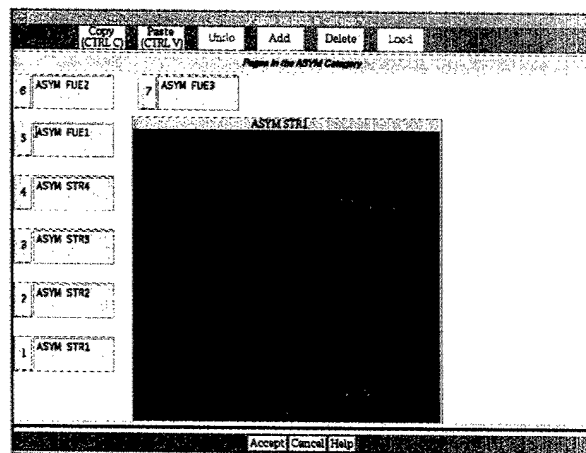 Copy (CTRL C) Paste (CTRL V) Undo Add Delete Load
Pages in the ASYM Category
6 ASYM FUE2 7 ASYM FUE3
5 ASYM FUE1
ASYM STR1
4 ASYM STR4
3 ASYM STR3
2 ASYM STR2
1 ASYM STR1
Accept Cancel Help